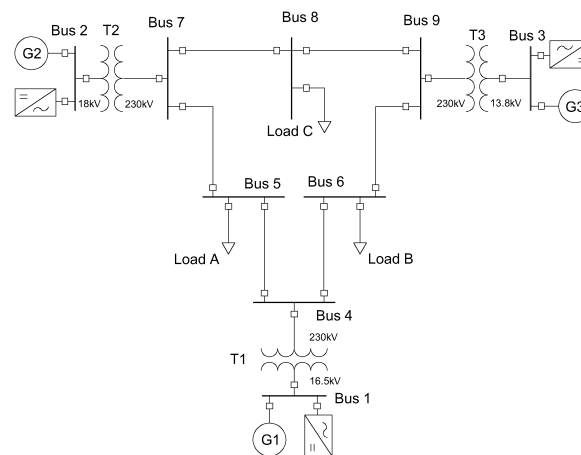 Bus 2
T2
Bus 7
Bus 8
Bus 9
T3
Bus 3
G2
18kV
230kV
Load C
230kV
13.8kV
G3
Bus 5
Bus 6
Load A
Load B
Bus 4
230kV
T1
16.5kV
Bus 1
G1